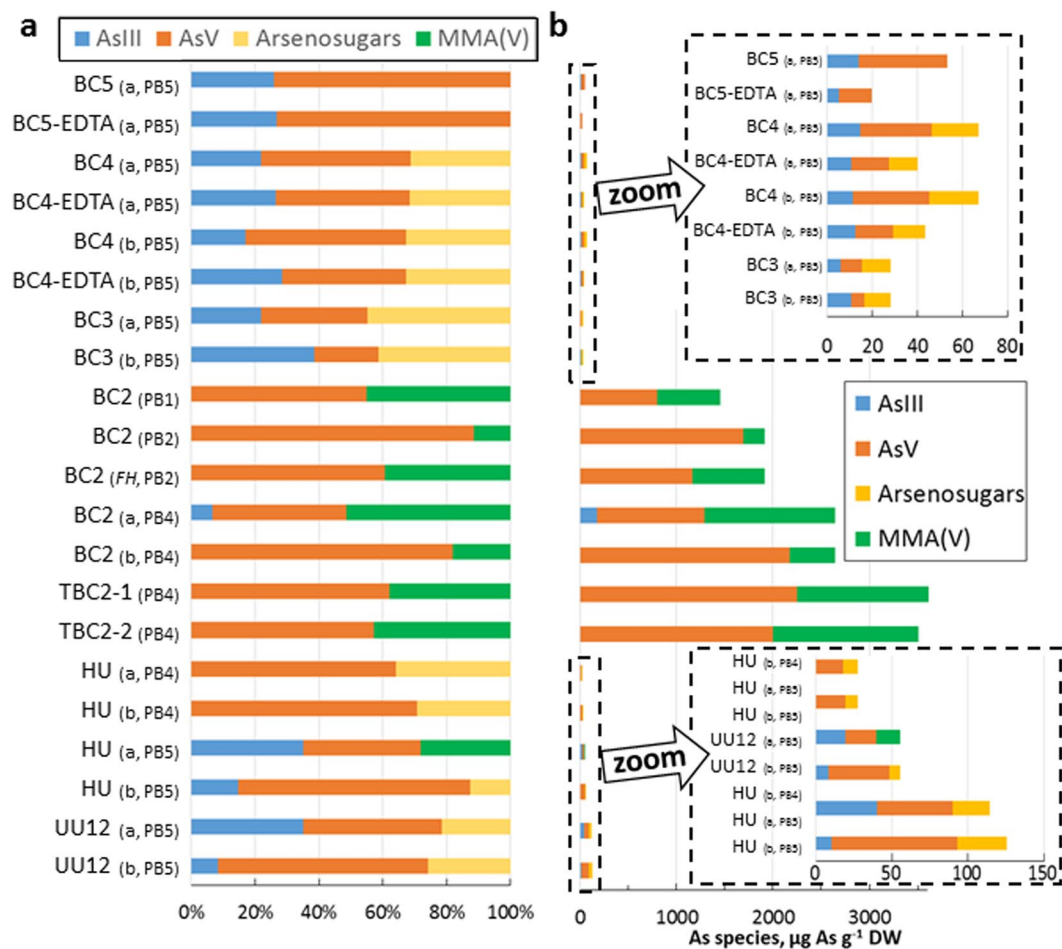 a
AsIII AsV Arsenosugars MMA(V)
BC5 (a, PB5)
BC5-EDTA (a, PB5)
BC4 (a, PB5)
BC4-EDTA (a, PB5)
BC4 (b, PB5)
BC4-EDTA (b, PB5)
BC3 (a, PB5)
BC3 (b, PB5)
BC2 (PB1)
BC2 (PB2)
BC2 (FH, PB2)
BC2 (a, PB4)
BC2 (b, PB4)
TBC2-1 (PB4)
TBC2-2 (PB4)
HU (a, PB4)
HU (b, PB4)
HU (a, PB5)
HU (b, PB5)
UU12 (a, PB5)
UU12 (b, PB5)
0% 20% 40% 60% 80% 100%
b
zoom
BC5 (a, PB5)
BC5-EDTA (a, PB5)
BC4 (a, PB5)
BC4-EDTA (a, PB5)
BC4 (b, PB5)
BC4-EDTA (b, PB5)
BC3 (a, PB5)
BC3 (b, PB5)
0 20 40 60 80
AsIII
AsV
Arsenosugars
MMA(V)
zoom
HU (b, PB4)
HU (a, PB5)
HU (b, PB5)
UU12 (a, PB5)
UU12 (b, PB5)
HU (b, PB4)
HU (a, PB5)
HU (b, PB5)
0 50 100 150
0 1000 2000 3000
As species, µg As g⁻¹ DW